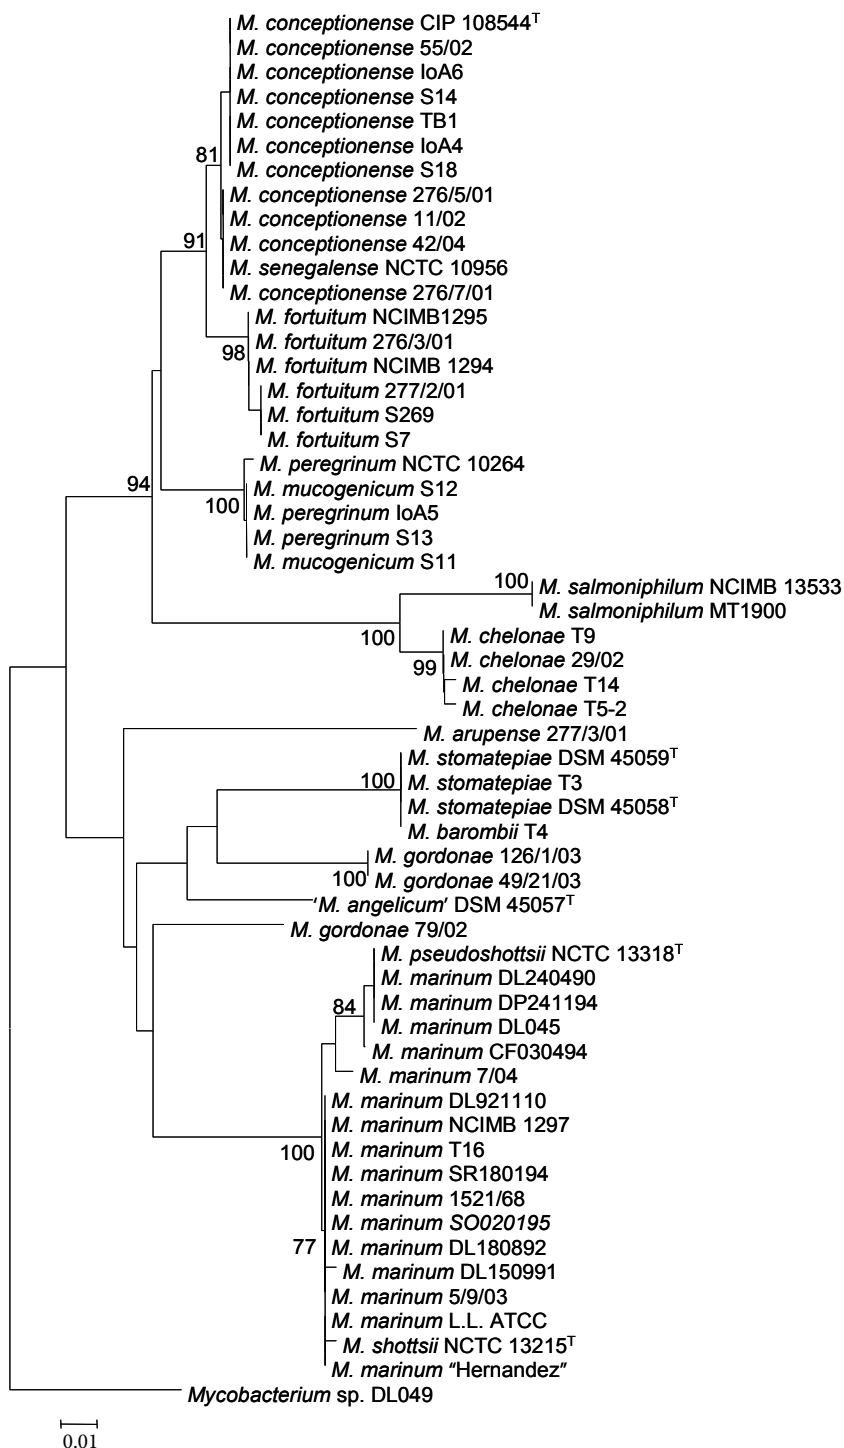 M. conceptionense CIP 108544T
M. conceptionense 55/02
M. conceptionense IoA6
M. conceptionense S14
M. conceptionense TB1
M. conceptionense IoA4
81
M. conceptionense S18
M. conceptionense 276/5/01
M. conceptionense 11/02
91
M. conceptionense 42/04
M. senegalense NCTC 10956
M. conceptionense 276/7/01
M. fortuitum NCIMB1295
M. fortuitum 276/3/01
98
M. fortuitum NCIMB 1294
M. fortuitum 277/2/01
M. fortuitum S269
M. fortuitum S7
M. peregrinum NCTC 10264
94
M. mucogenicum S12
100
M. peregrinum IoA5
M. peregrinum S13
M. mucogenicum S11
100
M. salmoniphilum NCIMB 13533
M. salmoniphilum MT1900
100
M. chelonae T9
M. chelonae 29/02
99
M. chelonae T14
M. chelonae T5-2
M. arupense 277/3/01
M. stomatepiae DSM 45059T
100
M. stomatepiae T3
M. stomatepiae DSM 45058T
M. barombii T4
M. gordonae 126/1/03
100
M. gordonae 49/21/03
‘M. angelicum’ DSM 45057T
M. gordonae 79/02
M. pseudoshottsii NCTC 13318T
M. marinum DL240490
84
M. marinum DP241194
M. marinum DL045
M. marinum CF030494
M. marinum 7/04
M. marinum DL921110
M. marinum NCIMB 1297
100
M. marinum T16
M. marinum SR180194
M. marinum 1521/68
M. marinum SO020195
77
M. marinum DL180892
M. marinum DL150991
M. marinum 5/9/03
M. marinum L.L. ATCC
M. shottsii NCTC 13215T
M. marinum “Hernandez”
Mycobacterium sp. DL049
0.01